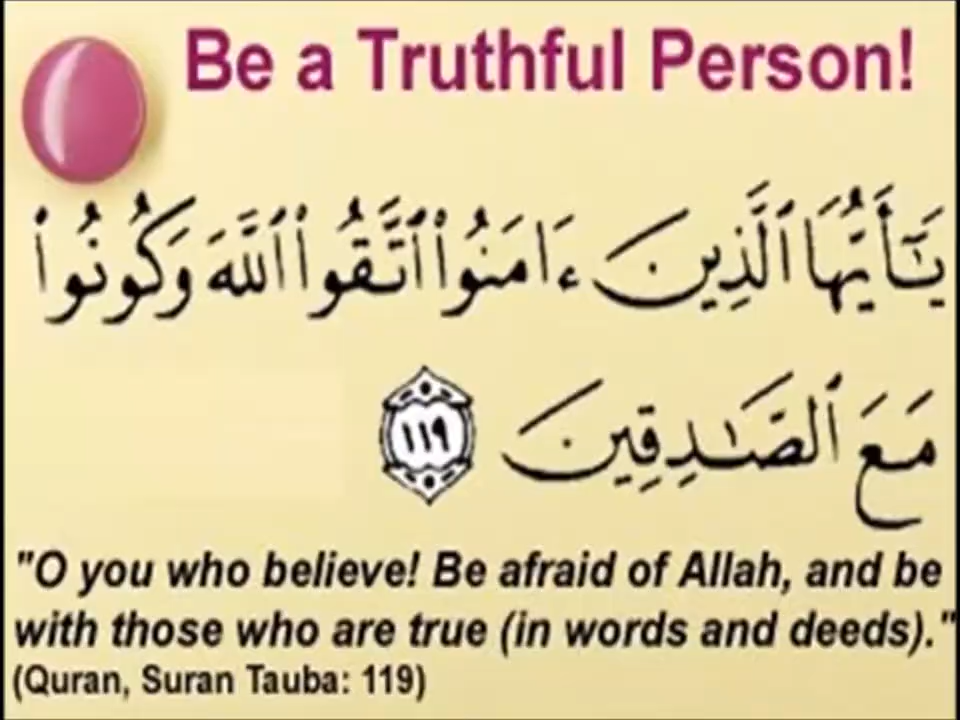 Be a Truthful Person!
يَـٰٓأَيُّهَا ٱلَّذِينَ ءَامَنُوا۟ ٱتَّقُوا۟ ٱللَّهَ وَكُونُوا۟
مَعَ ٱلصَّـٰدِقِينَ ١١٩
"O you who believe! Be afraid of Allah, and be
with those who are true (in words and deeds)."
(Quran, Suran Tauba: 119)